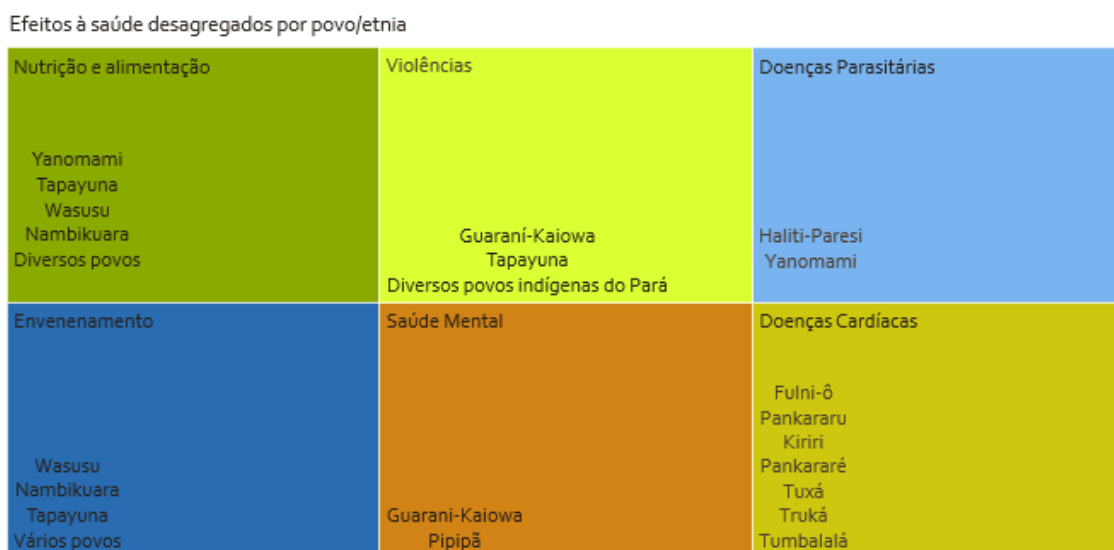 Efeitos à saúde desagregados por povo/etnia
Nutrição e alimentação
Yanomami
Tapayuna
Wasusu
Nambikuara
Diversos povos
Violências
Guaraní-Kaiowa
Tapayuna
Diversos povos indígenas do Pará
Doenças Parasitárias
Haliti-Paresi
Yanomami
Envenenamento
Wasusu
Nambikuara
Tapayuna
Vários povos
Saúde Mental
Guarani-Kaiowa
Pipipã
Doenças Cardíacas
Fulni-ô
Pankararu
Kiriri
Pankararé
Tuxá
Truká
Tumbalalá